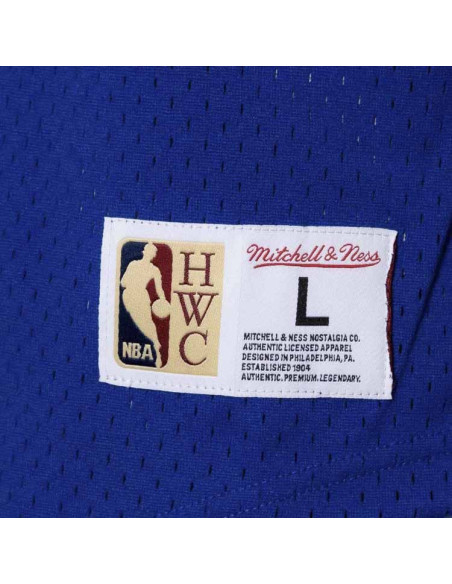 NBA
H
W
C
Mitchell & Ness
L
MITCHELL & NESS NOSTALGIA CO.
AUTHENTIC LICENSED APPAREL
DESIGNED IN PHILADELPHIA, PA.
ESTABLISHED 1904
AUTHENTIC. PREMIUM. LEGENDARY.